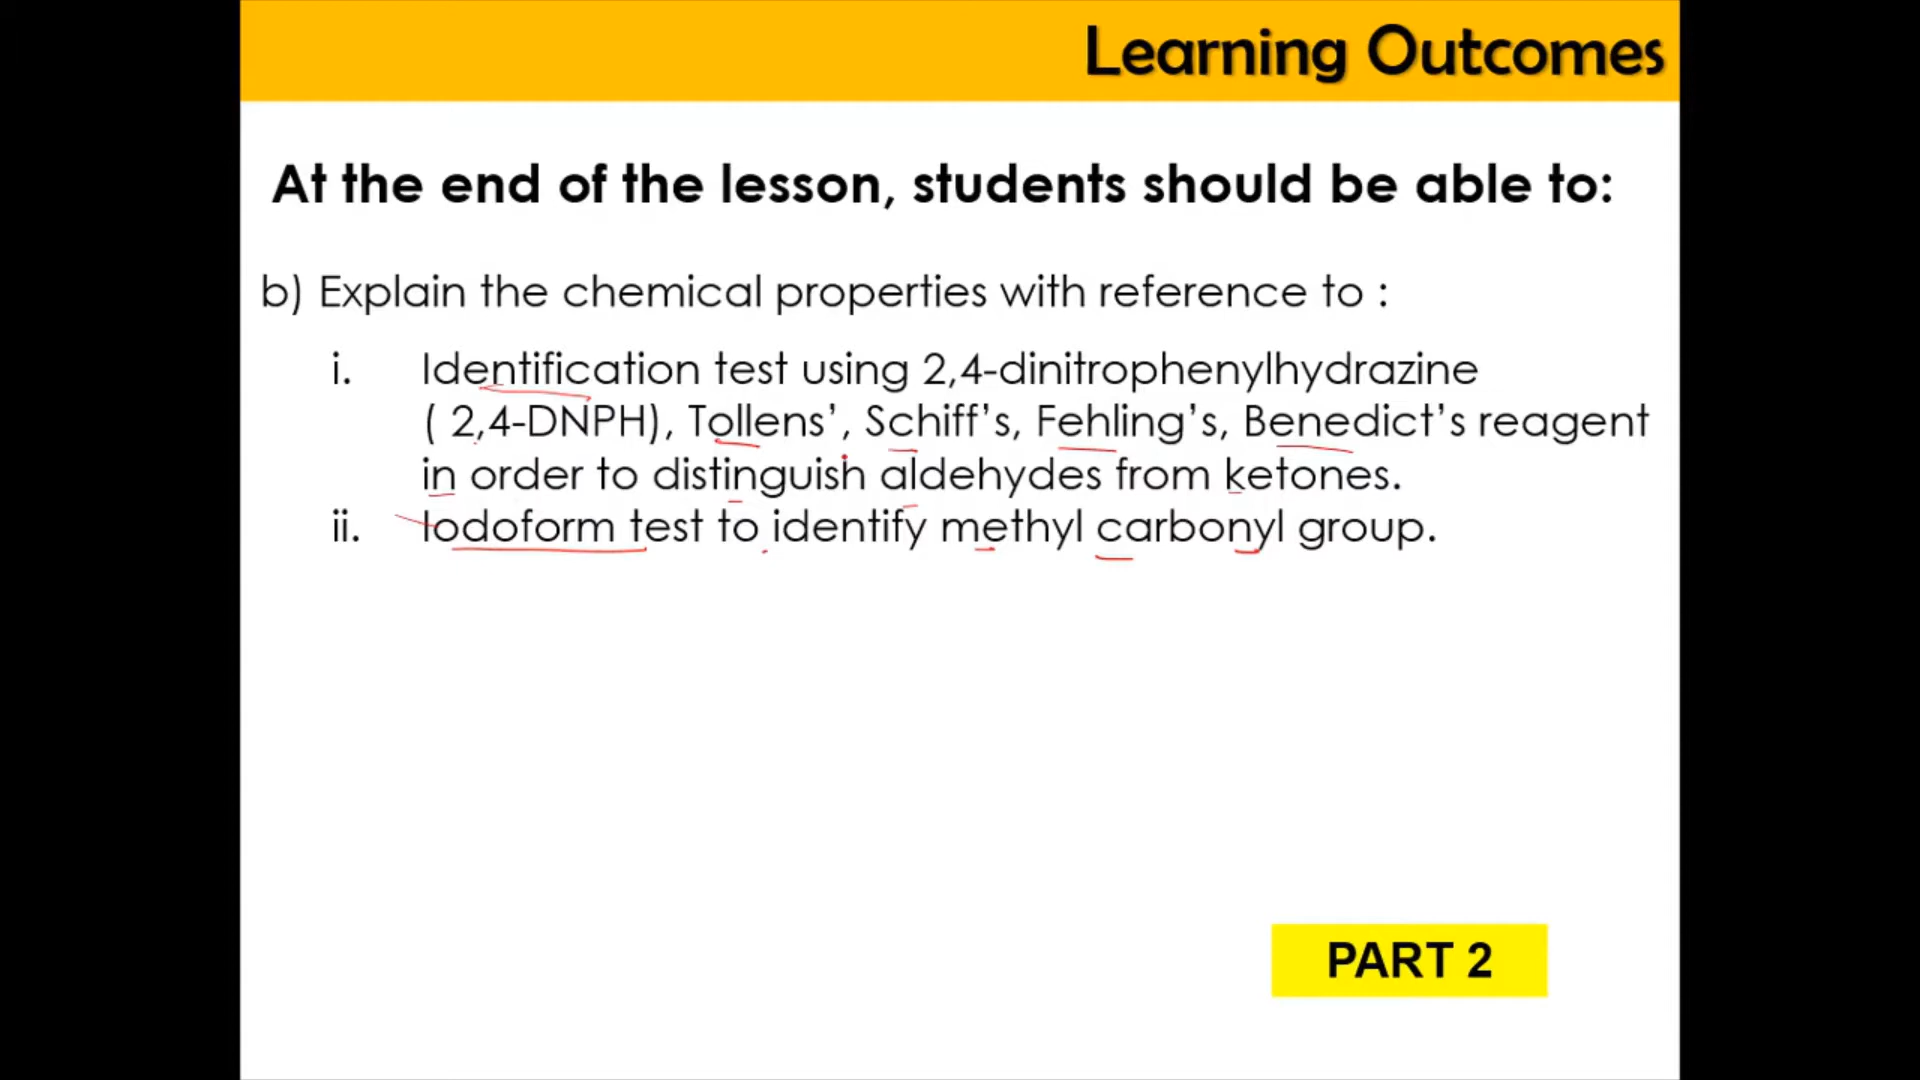 Learning Outcomes
At the end of the lesson, students should be able to:
b) Explain the chemical properties with reference to :
i. Identification test using 2,4-dinitrophenylhydrazine
( 2,4-DNPH), Tollens’, Schiff’s, Fehling’s, Benedict’s reagent
in order to distinguish aldehydes from ketones.
ii. Iodoform test to identify methyl carbonyl group.
PART 2